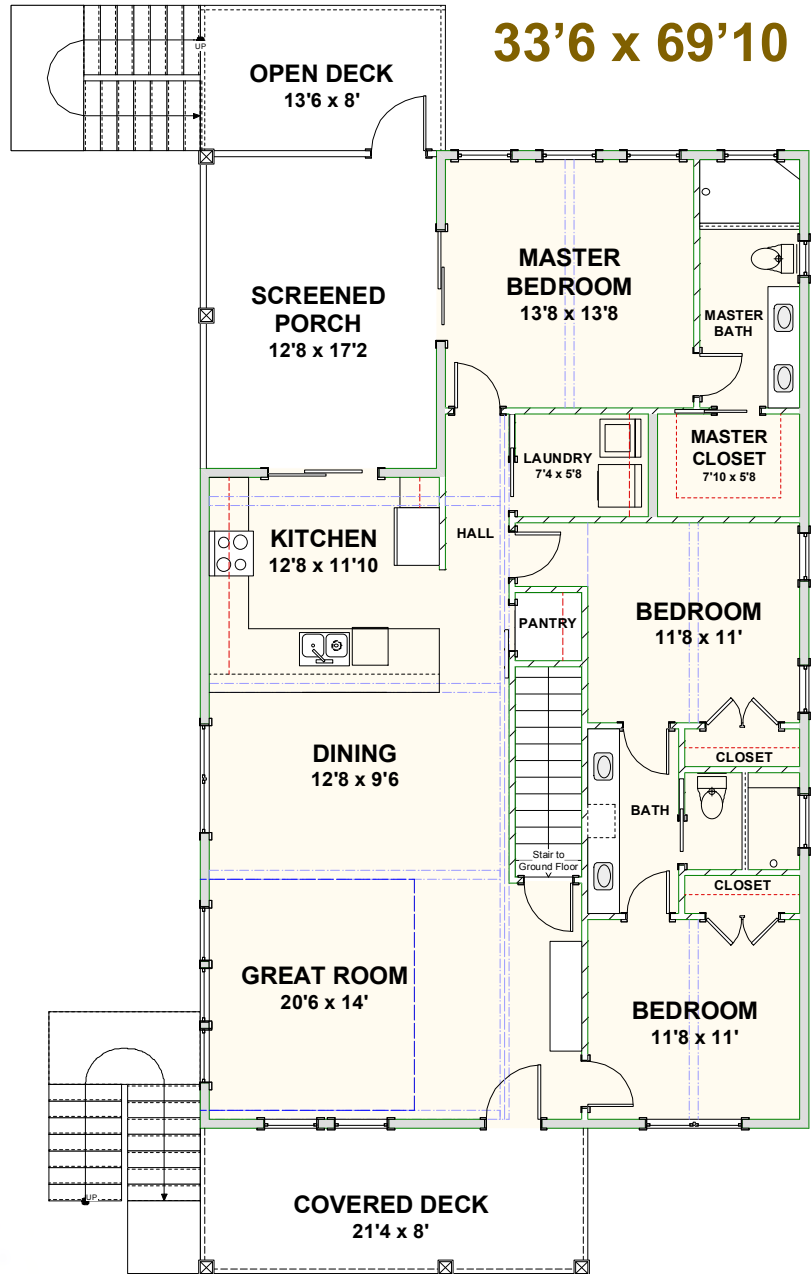 33’6 x 69’10
UP
OPEN DECK
13'6 x 8'
SCREENED
PORCH
12'8 x 17'2
MASTER
BEDROOM
13'8 x 13'8
MASTER
BATH
LAUNDRY
7'4 x 5'8
MASTER
CLOSET
7'10 x 5'8
KITCHEN
12'8 x 11'10
HALL
PANTRY
BEDROOM
11'8 x 11'
DINING
12'8 x 9'6
CLOSET
BATH
Stair to
Ground Floor
CLOSET
GREAT ROOM
20'6 x 14'
BEDROOM
11'8 x 11'
UP
COVERED DECK
21'4 x 8'